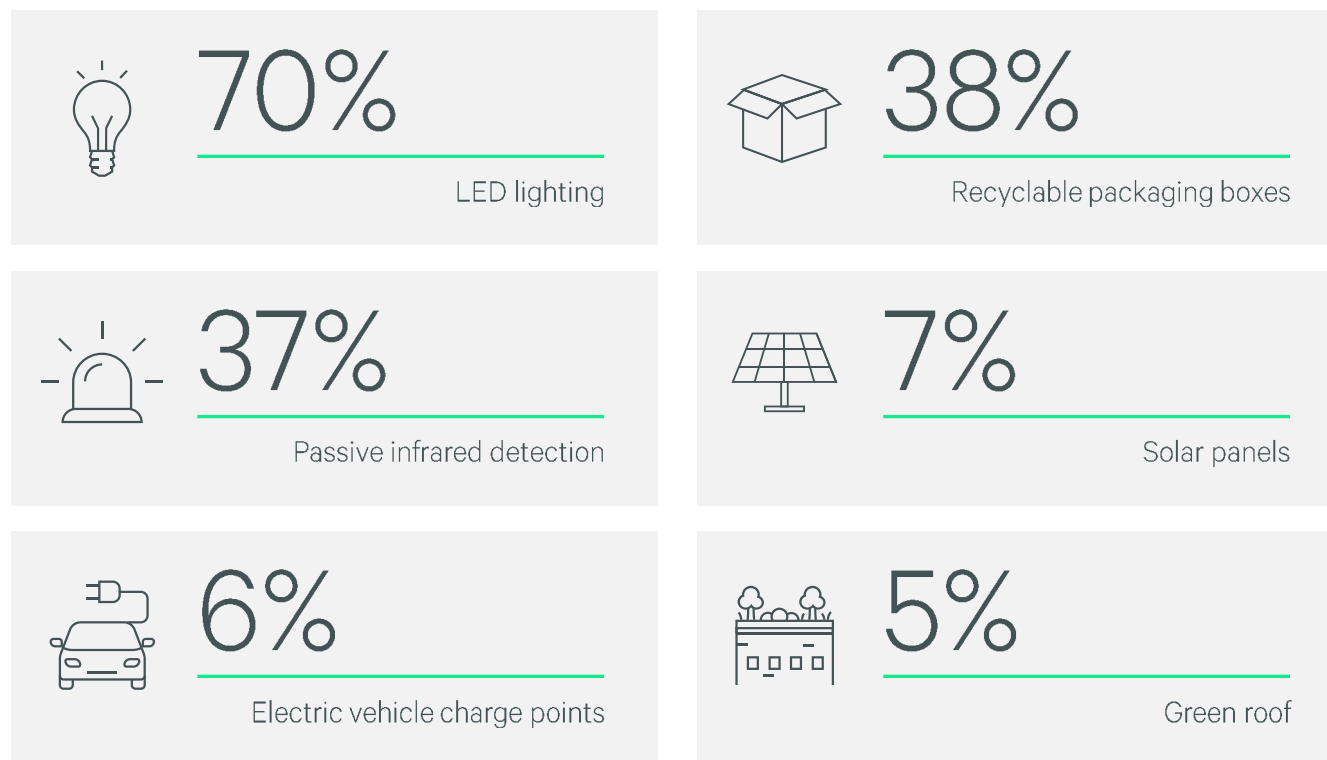 70%
LED lighting
38%
Recyclable packaging boxes
37%
Passive infrared detection
7%
Solar panels
6%
Electric vehicle charge points
5%
Green roof